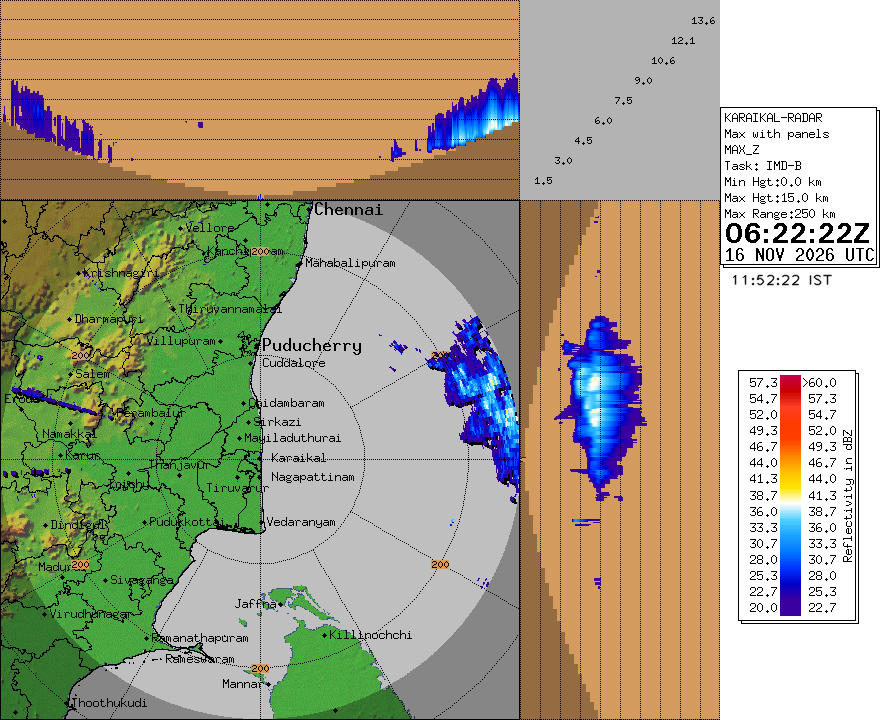 13.6
12.1
10.6
9.0
7.5
6.0
4.5
3.0
1.5
KARAIKAL-RADAR
Max with panels
MAX_Z
Task: IMD-B
Min Hgt:0.0 km
Max Hgt:15.0 km
Max Range:250 km
06:22:22Z
16 NOV 2026 UTC
11:52:22 IST
Chennai
Vellore
200
Mahabalipuram
Krishnagiri
Thiruvannamalai
Dharmapuri
Villupuram
Puducherry
200
Cuddalore
Salem
Chidambaram
Perambalur
Sirkazi
Namakkal
Mayiladuthurai
Karur
Karaikal
Thanjavur
Nagapattinam
Tiruvarur
Dindigul
Pudukkottai
Vedaranyam
200
200
Sivaganga
Jaffna
Virudhunagar
Killinochchi
Ramanathapuram
Rameswaram
200
Mannar
Thoothukudi
57.3 >60.0
54.7 57.3
52.0 54.7
49.3 52.0
46.7 49.3
44.0 46.7
41.3 44.0
38.7 41.3
36.0 38.7
33.3 36.0
30.7 33.3
28.0 30.7
25.3 28.0
22.7 25.3
20.0 22.7
Reflectivity in dBZ